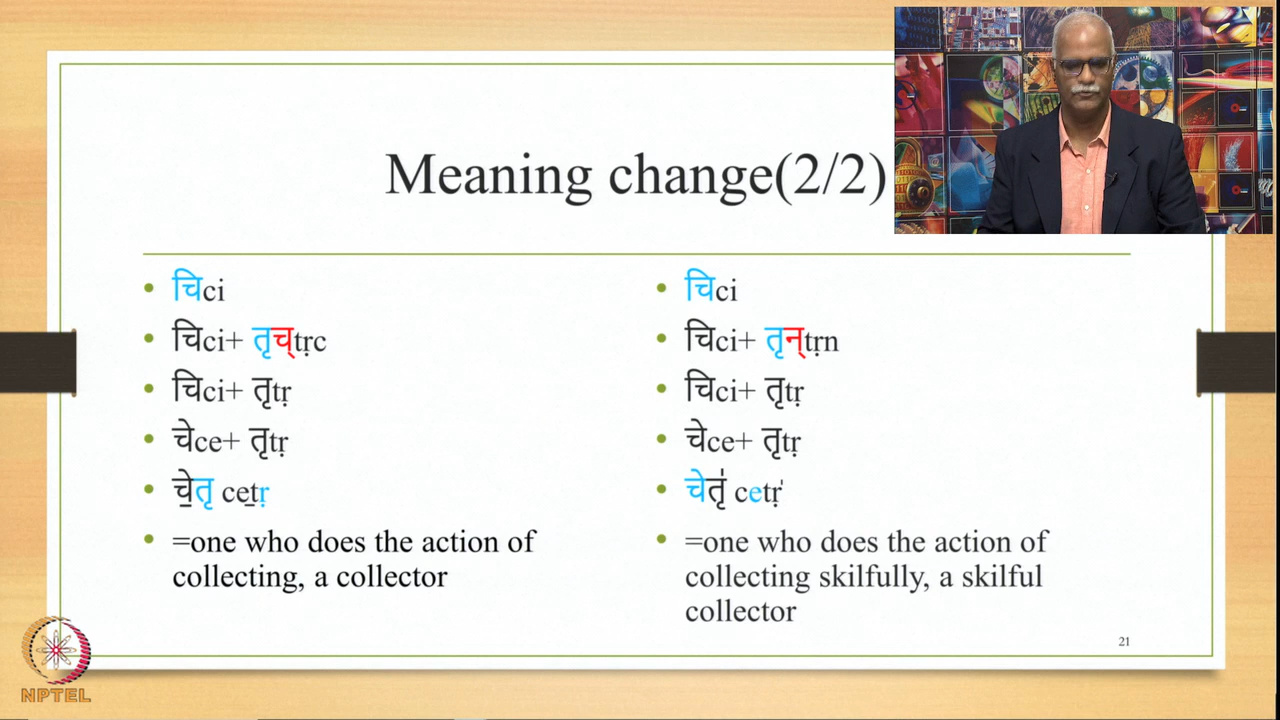 Meaning change(2/2)
• चिci
• चिci+ तृच्tṛc
• चिci+ तृtṛ
• चेce+ तृtṛ
• चे॒तृ ce̱tṛ
• =one who does the action of
collecting, a collector
• चिci
• चिci+ तृन्tṛn
• चिci+ तृtṛ
• चेce+ तृtṛ
• चेतृ॑ cetṛ'
• =one who does the action of
collecting skilfully, a skilful
collector
21
NPTEL